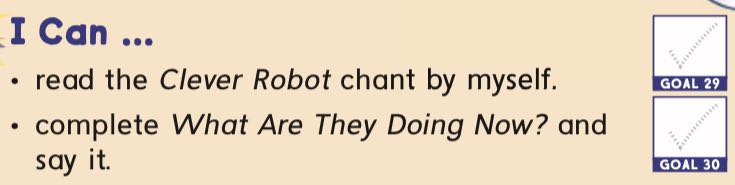 I Can ...
• read the Clever Robot chant by myself.
GOAL 29
• complete What Are They Doing Now? and
say it.
GOAL 30